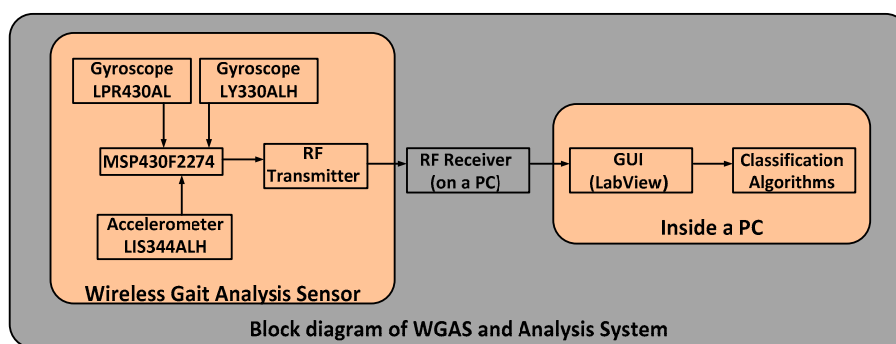 Gyroscope
LPR430AL
Gyroscope
LY330ALH
MSP430F2274
RF
Transmitter
Accelerometer
LIS344ALH
Wireless Gait Analysis Sensor
RF Receiver
(on a PC)
GUI
(LabView)
Classification
Algorithms
Inside a PC
Block diagram of WGAS and Analysis System